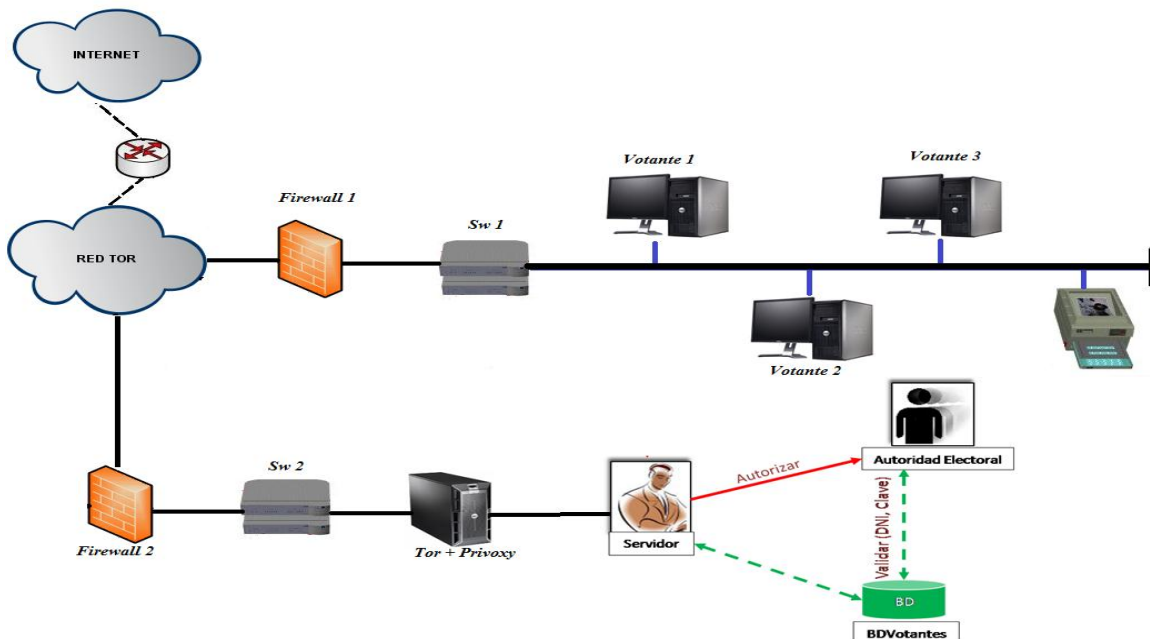 INTERNET
Votante 1
Votante 3
Firewall 1
Sw 1
RED TOR
Votante 2
Autoridad Electoral
Autorizar
Validar (DNI, Clave)
Sw 2
Firewall 2
Tor + Privoxy
Servidor
BD
BDVotantes